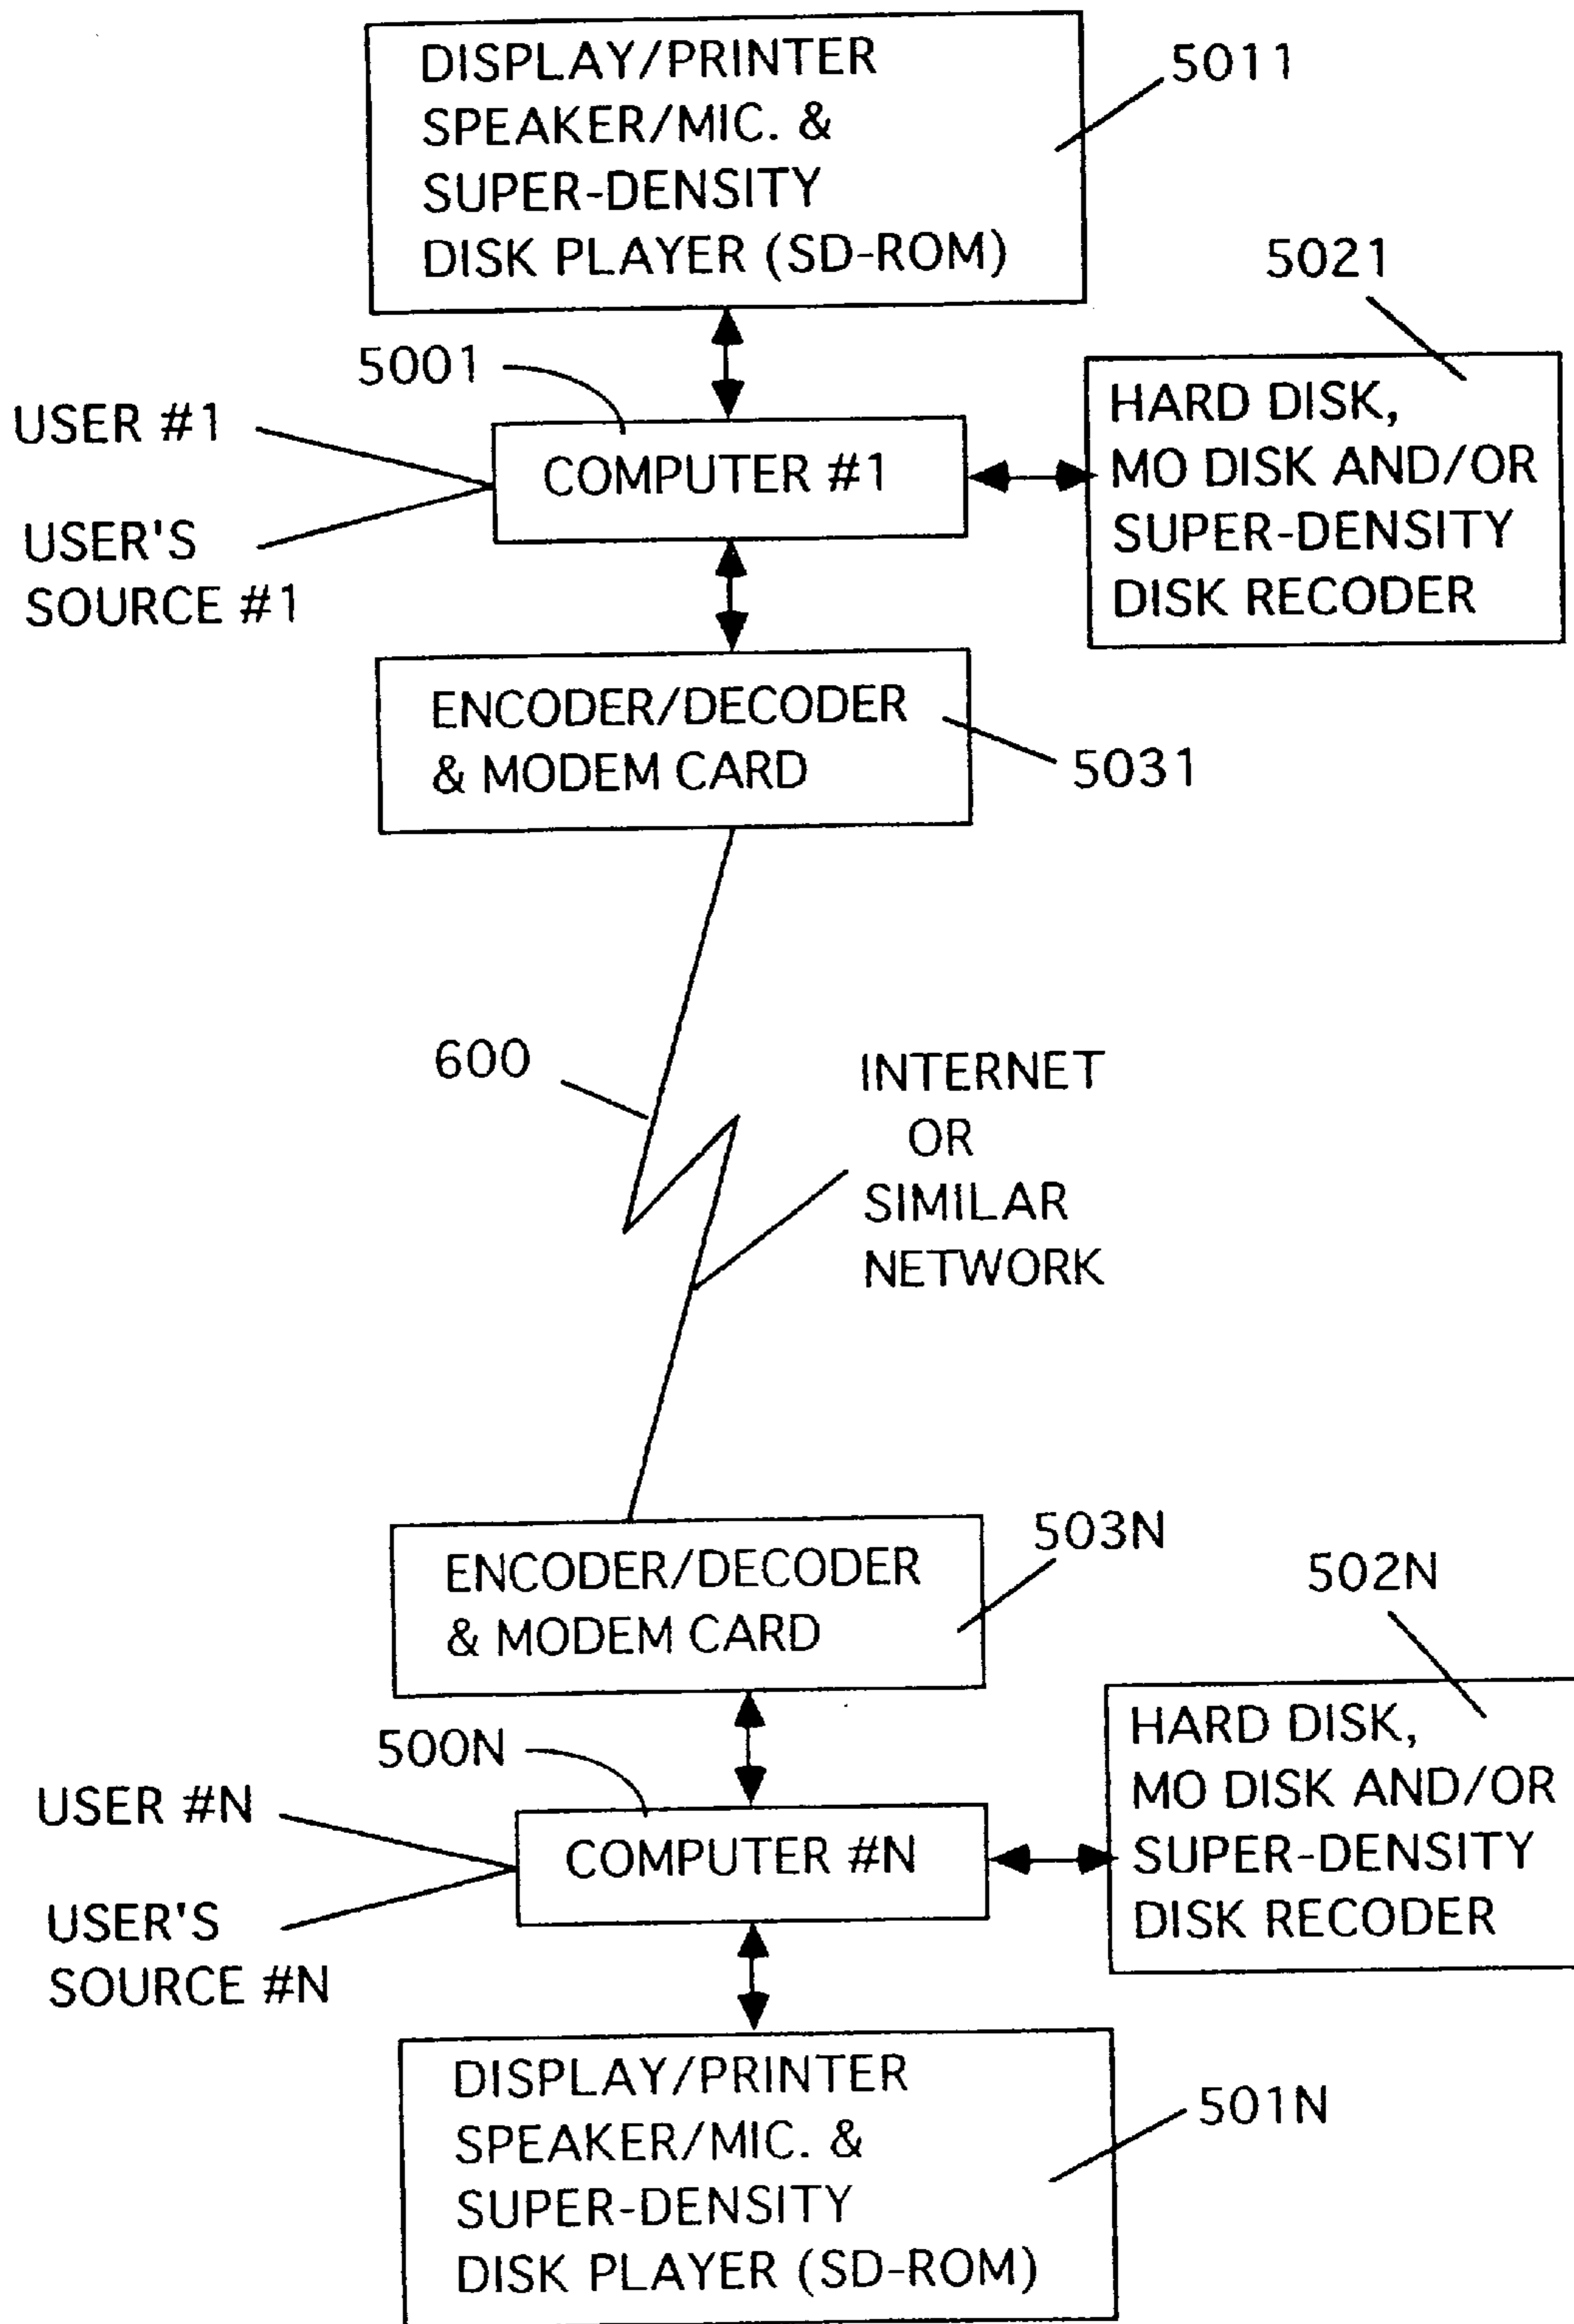 DISPLAY/PRINTER
SPEAKER/MIC. &
SUPER-DENSITY
DISK PLAYER (SD-ROM)
5011
5021
5001
USER #1
COMPUTER #1
HARD DISK,
MO DISK AND/OR
SUPER-DENSITY
DISK RECODER
USER'S
SOURCE #1
ENCODER/DECODER
& MODEM CARD
5031
600
INTERNET
OR
SIMILAR
NETWORK
503N
ENCODER/DECODER
& MODEM CARD
502N
500N
HARD DISK,
MO DISK AND/OR
SUPER-DENSITY
DISK RECODER
USER #N
COMPUTER #N
USER'S
SOURCE #N
DISPLAY/PRINTER
SPEAKER/MIC. &
SUPER-DENSITY
DISK PLAYER (SD-ROM)
501N